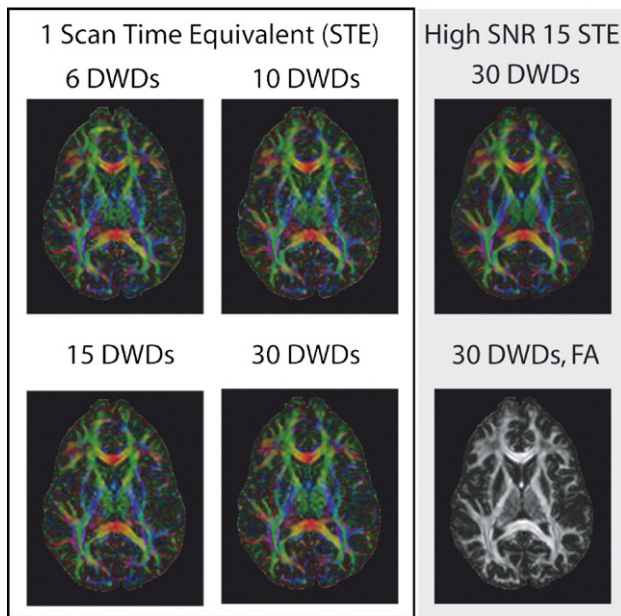 1 Scan Time Equivalent (STE)
High SNR 15 STE
6 DWDs
10 DWDs
30 DWDs
15 DWDs
30 DWDs
30 DWDs, FA